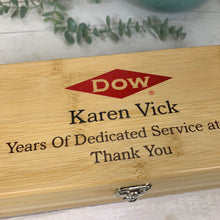 DOW
Karen Vick
Years Of Dedicated Service at
Thank You